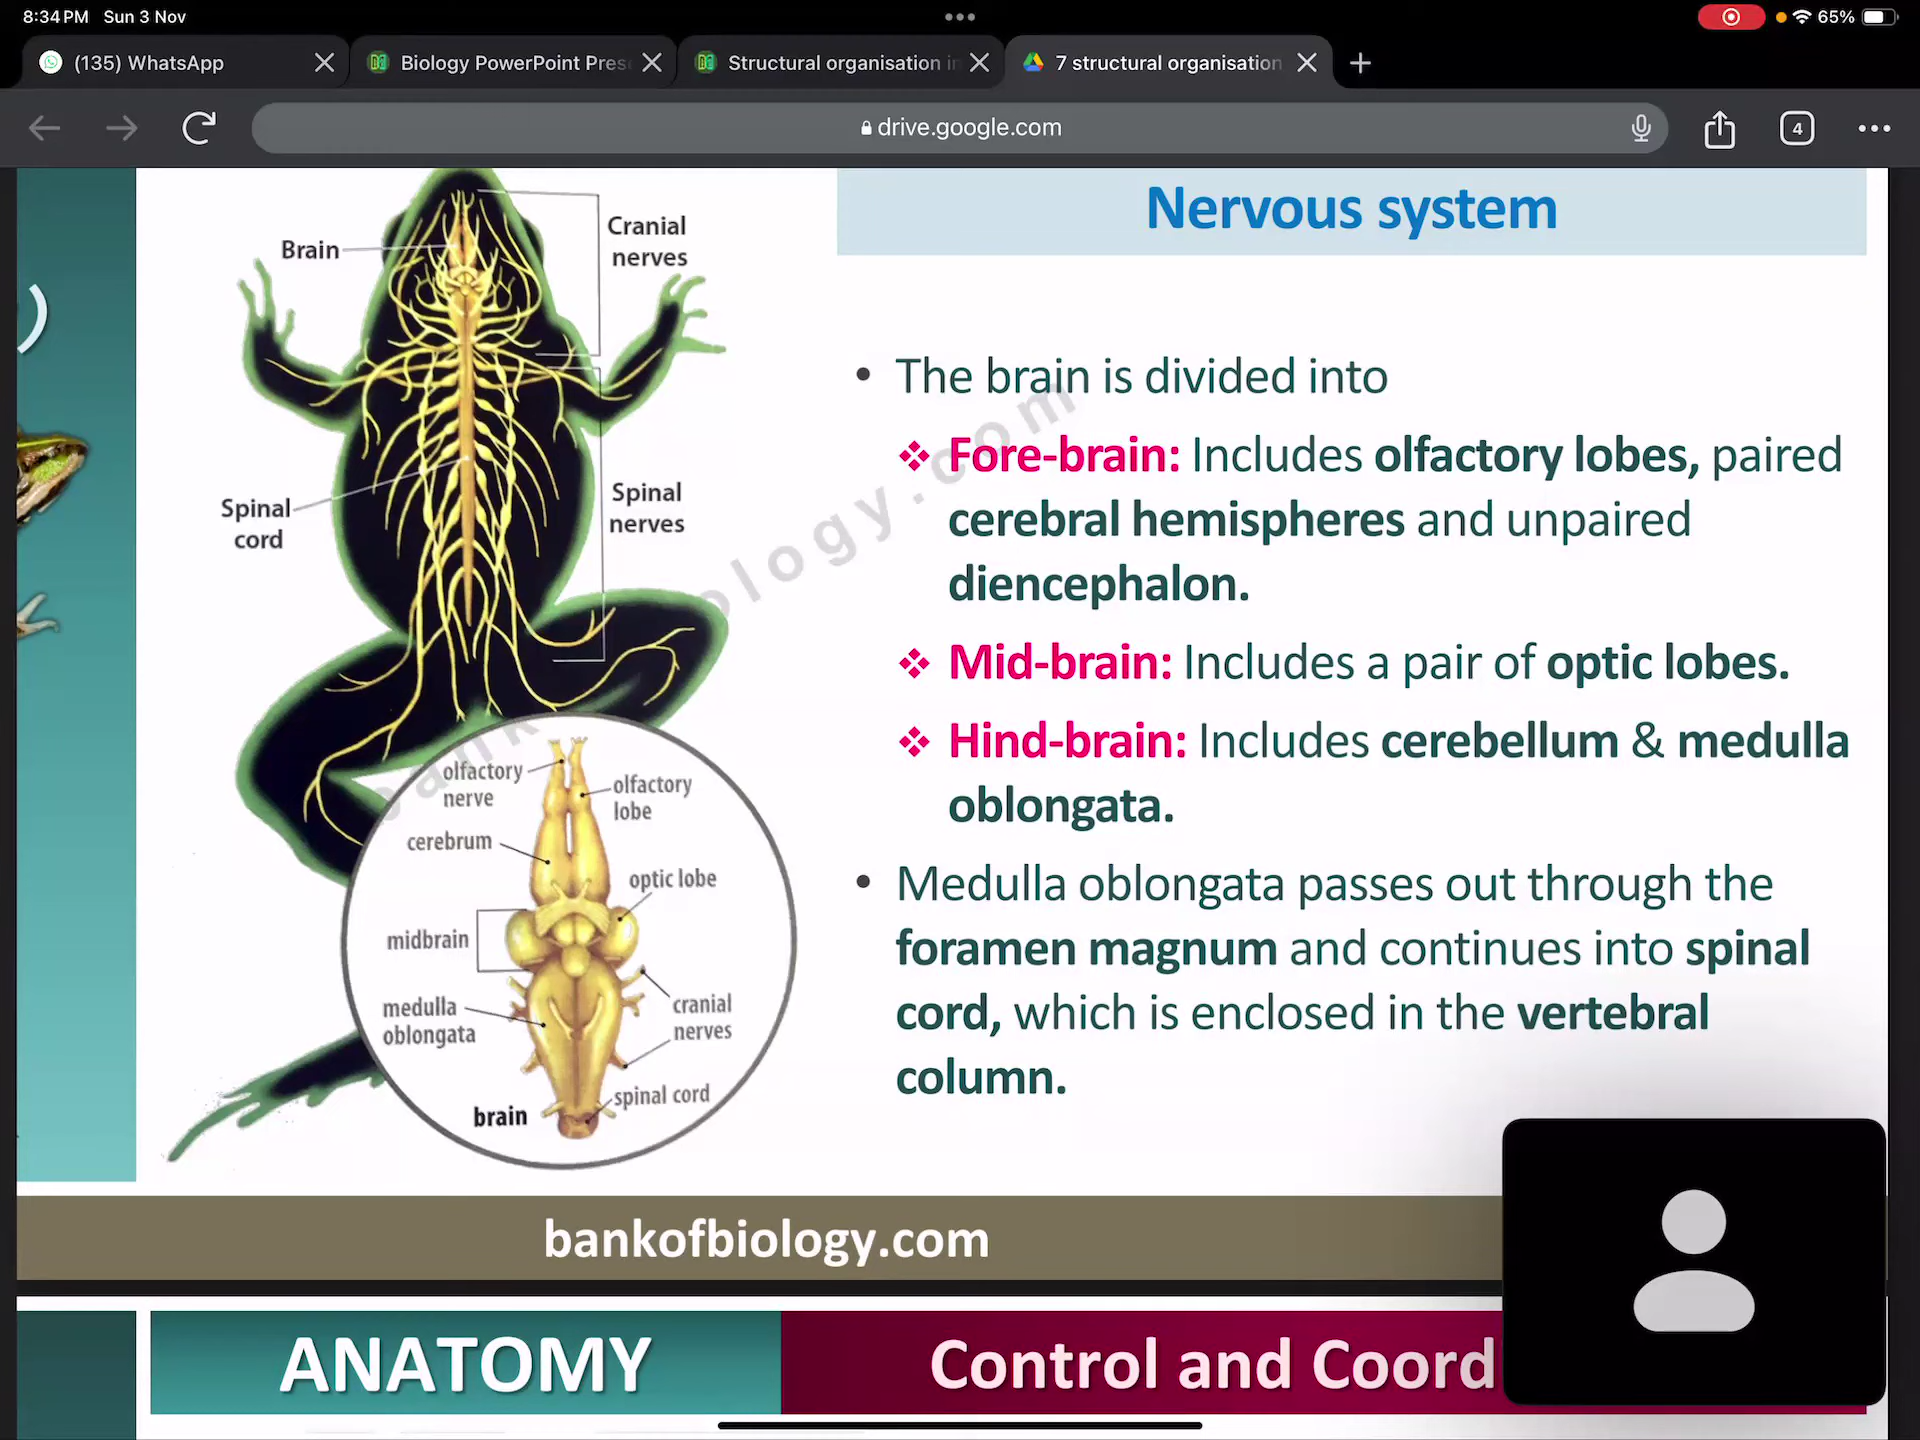 8:34 PM Sun 3 Nov
65%
(135) WhatsApp
Biology PowerPoint Pres
Structural organisation i
7 structural organisation
drive.google.com
4
Nervous system
Brain
Cranial
nerves
Spinal
cord
Spinal
nerves
• The brain is divided into
❖ Fore-brain: Includes olfactory lobes, paired
cerebral hemispheres and unpaired
diencephalon.
❖ Mid-brain: Includes a pair of optic lobes.
❖ Hind-brain: Includes cerebellum & medulla
oblongata.
• Medulla oblongata passes out through the
foramen magnum and continues into spinal
cord, which is enclosed in the vertebral
column.
olfactory
nerve
olfactory
lobe
cerebrum
optic lobe
midbrain
medulla
oblongata
cranial
nerves
spinal cord
brain
bankofbiology.com
ANATOMY
Control and Coord